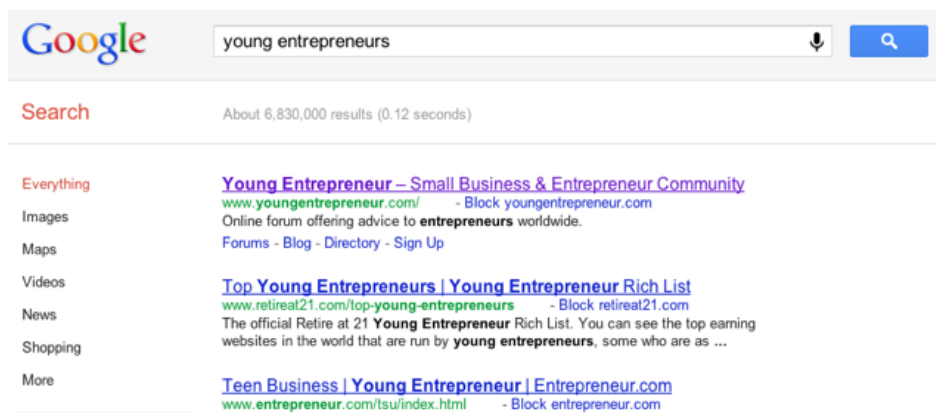 Google
young entrepreneurs
Search
About 6,830,000 results (0.12 seconds)
Everything
Images
Maps
Videos
News
Shopping
More
Young Entrepreneur – Small Business & Entrepreneur Community
www.youngentrepreneur.com/ - Block youngentrepreneur.com
Online forum offering advice to entrepreneurs worldwide.
Forums - Blog - Directory - Sign Up
Top Young Entrepreneurs | Young Entrepreneur Rich List
www.retireat21.com/top-young-entrepreneurs - Block retireat21.com
The official Retire at 21 Young Entrepreneur Rich List. You can see the top earning
websites in the world that are run by young entrepreneurs, some who are as ...
Teen Business | Young Entrepreneur | Entrepreneur.com
www.entrepreneur.com/tsu/index.html - Block entrepreneur.com